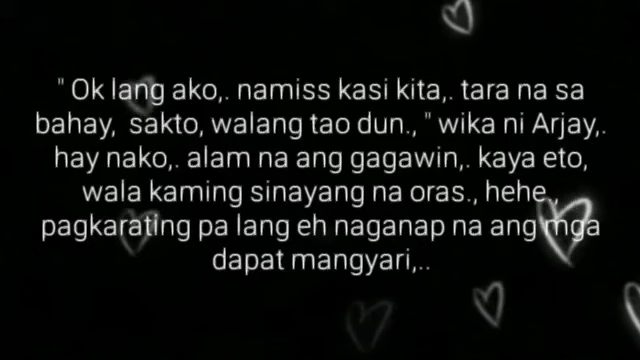 " Ok lang ako,. namiss kasi kita,. tara na sa
bahay,  sakto, walang tao dun., " wika ni Arjay,.
hay nako,. alam na ang gagawin,. kaya eto,
wala kaming sinayang na oras., hehe.,
pagkarating pa lang eh naganap na ang mga
dapat mangyari,..